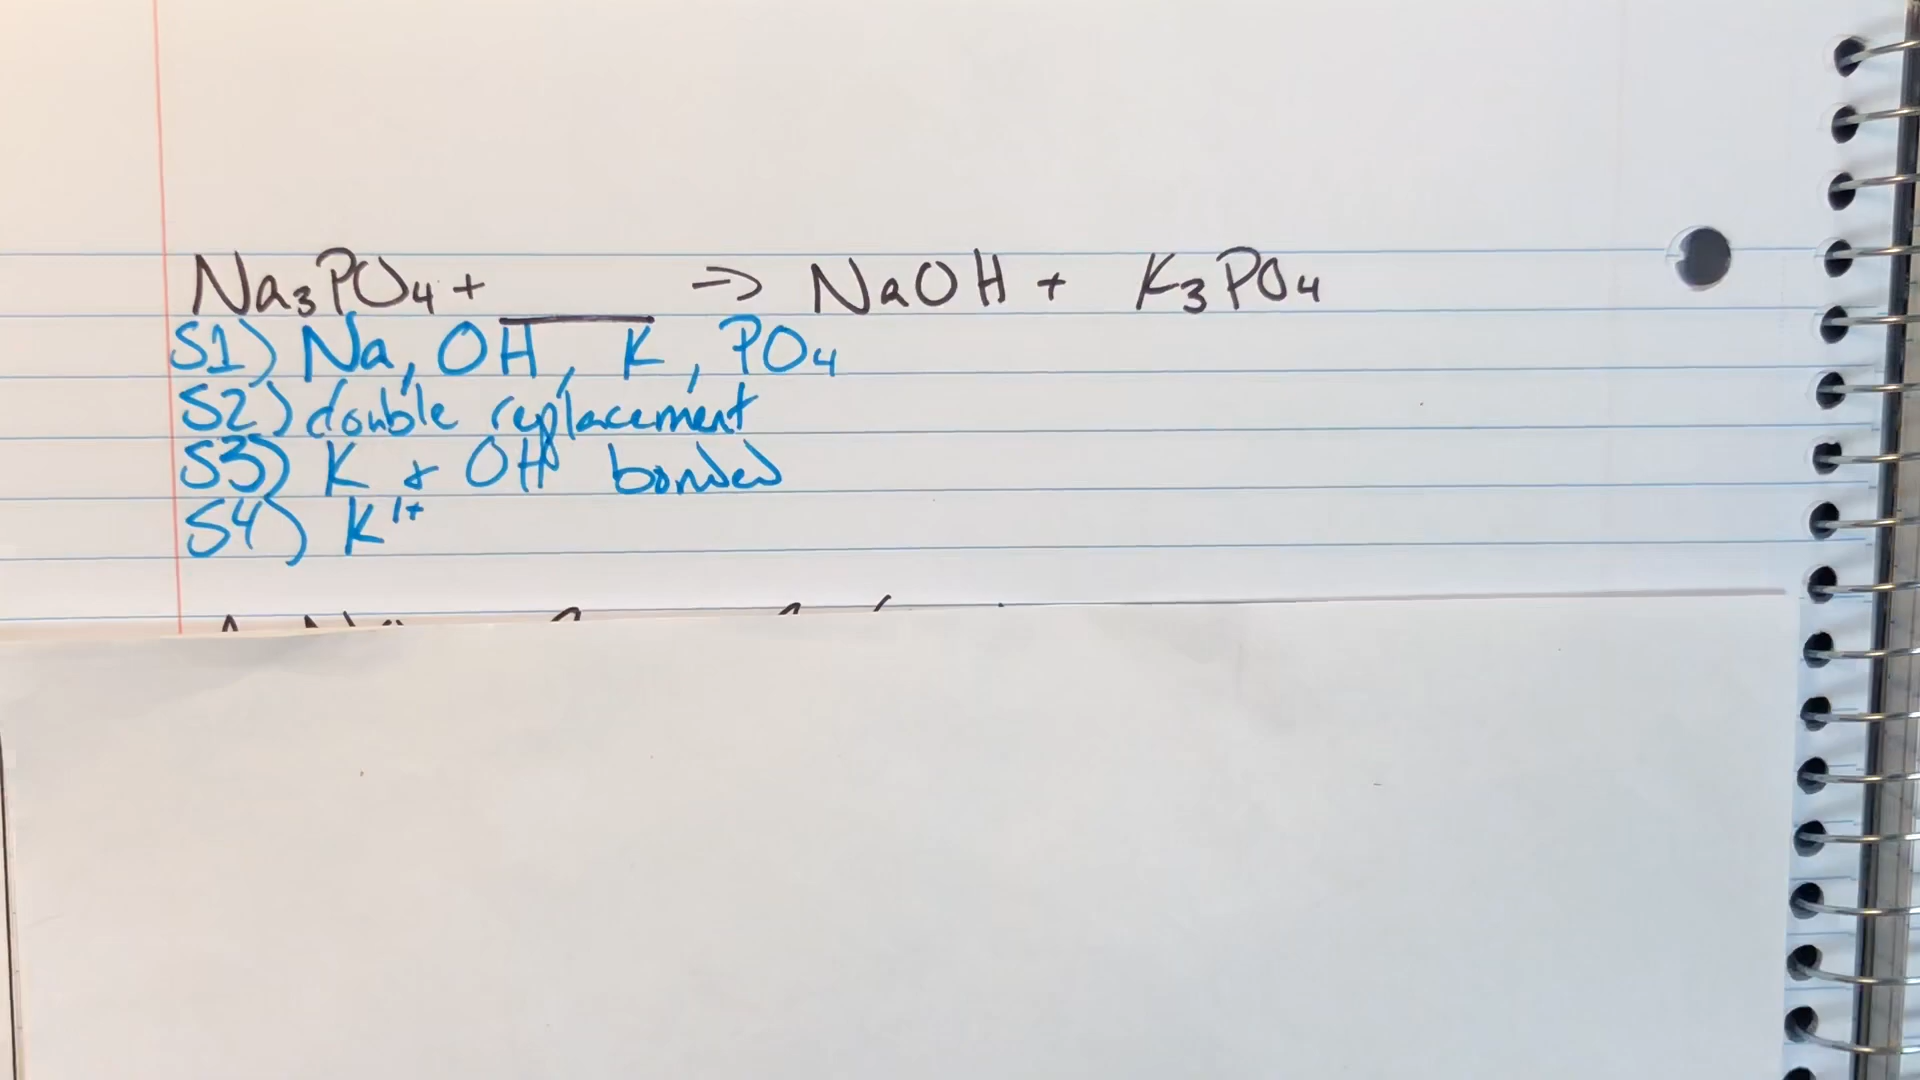 Na₃PO₄ + ____ => NaOH + K₃PO₄
S1) Na, OH, K, PO₄
S2) double replacement
S3) K & OH bonded
S4) K¹⁺